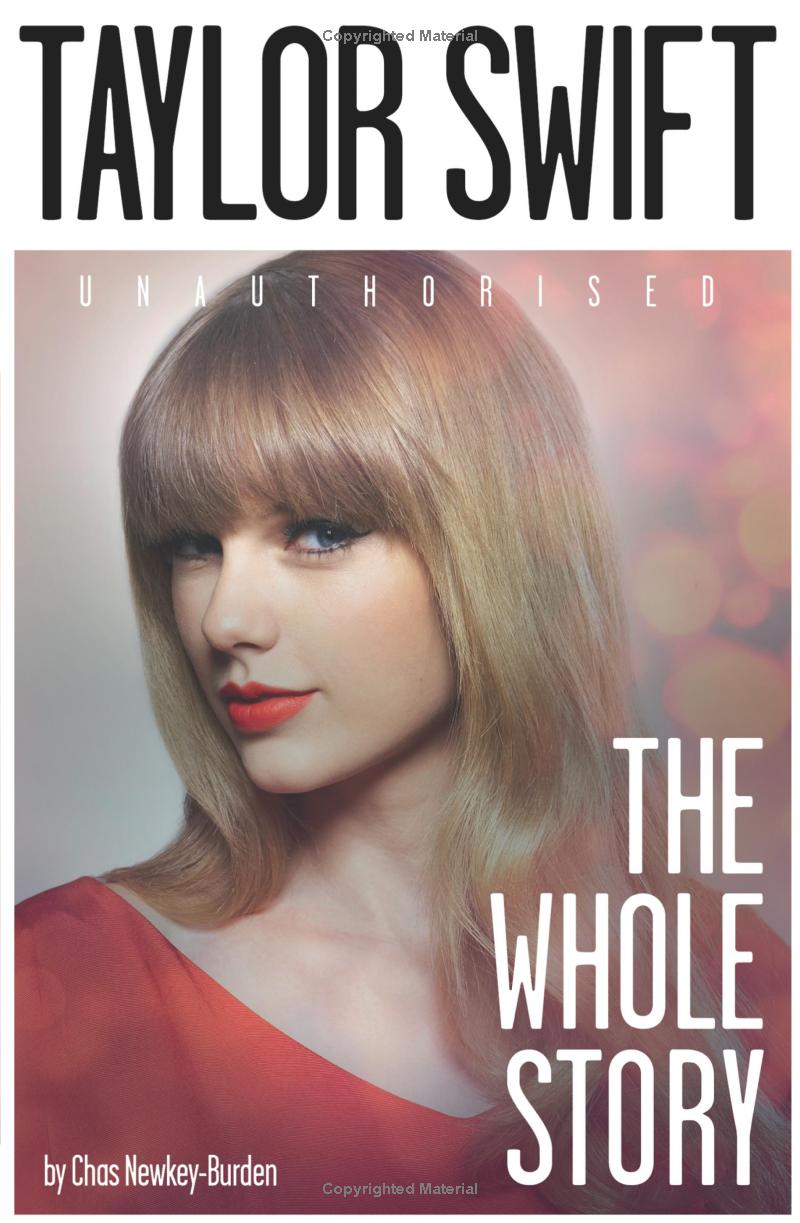 Copyrighted Material
TAYLOR SWIFT
UNAUTHORISED
THE
WHOLE
STORY
by Chas Newkey-Burden
Copyrighted Material